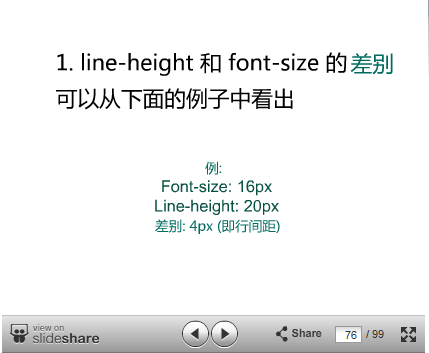 1. line-height 和 font-size 的差别
可以从下面的例子中看出
例:
Font-size: 16px
Line-height: 20px
差别: 4px (即行间距)
view on
slideshare
Share
76 / 99